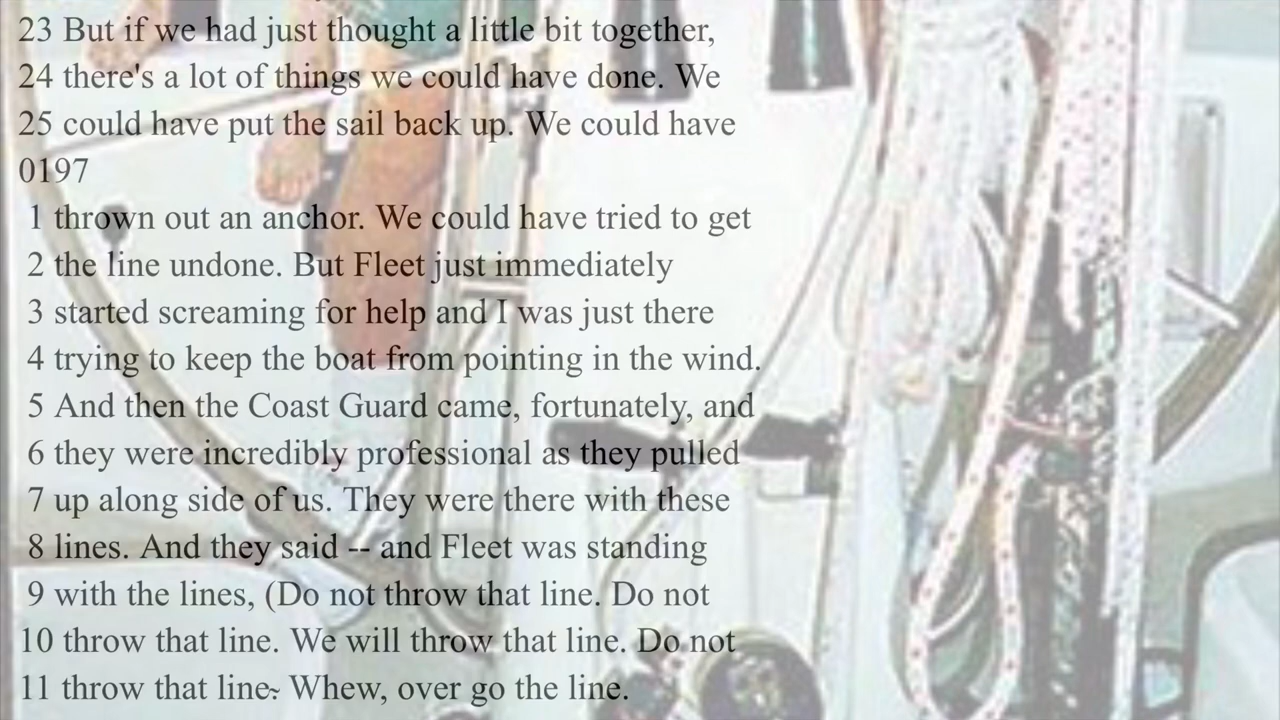 23 But if we had just thought a little bit together,
24 there's a lot of things we could have done. We
25 could have put the sail back up. We could have
0197
1 thrown out an anchor. We could have tried to get
2 the line undone. But Fleet just immediately
3 started screaming for help and I was just there
4 trying to keep the boat from pointing in the wind.
5 And then the Coast Guard came, fortunately, and
6 they were incredibly professional as they pulled
7 up along side of us. They were there with these
8 lines. And they said -- and Fleet was standing
9 with the lines, (Do not throw that line. Do not
10 throw that line. We will throw that line. Do not
11 throw that line. Whew, over go the line.